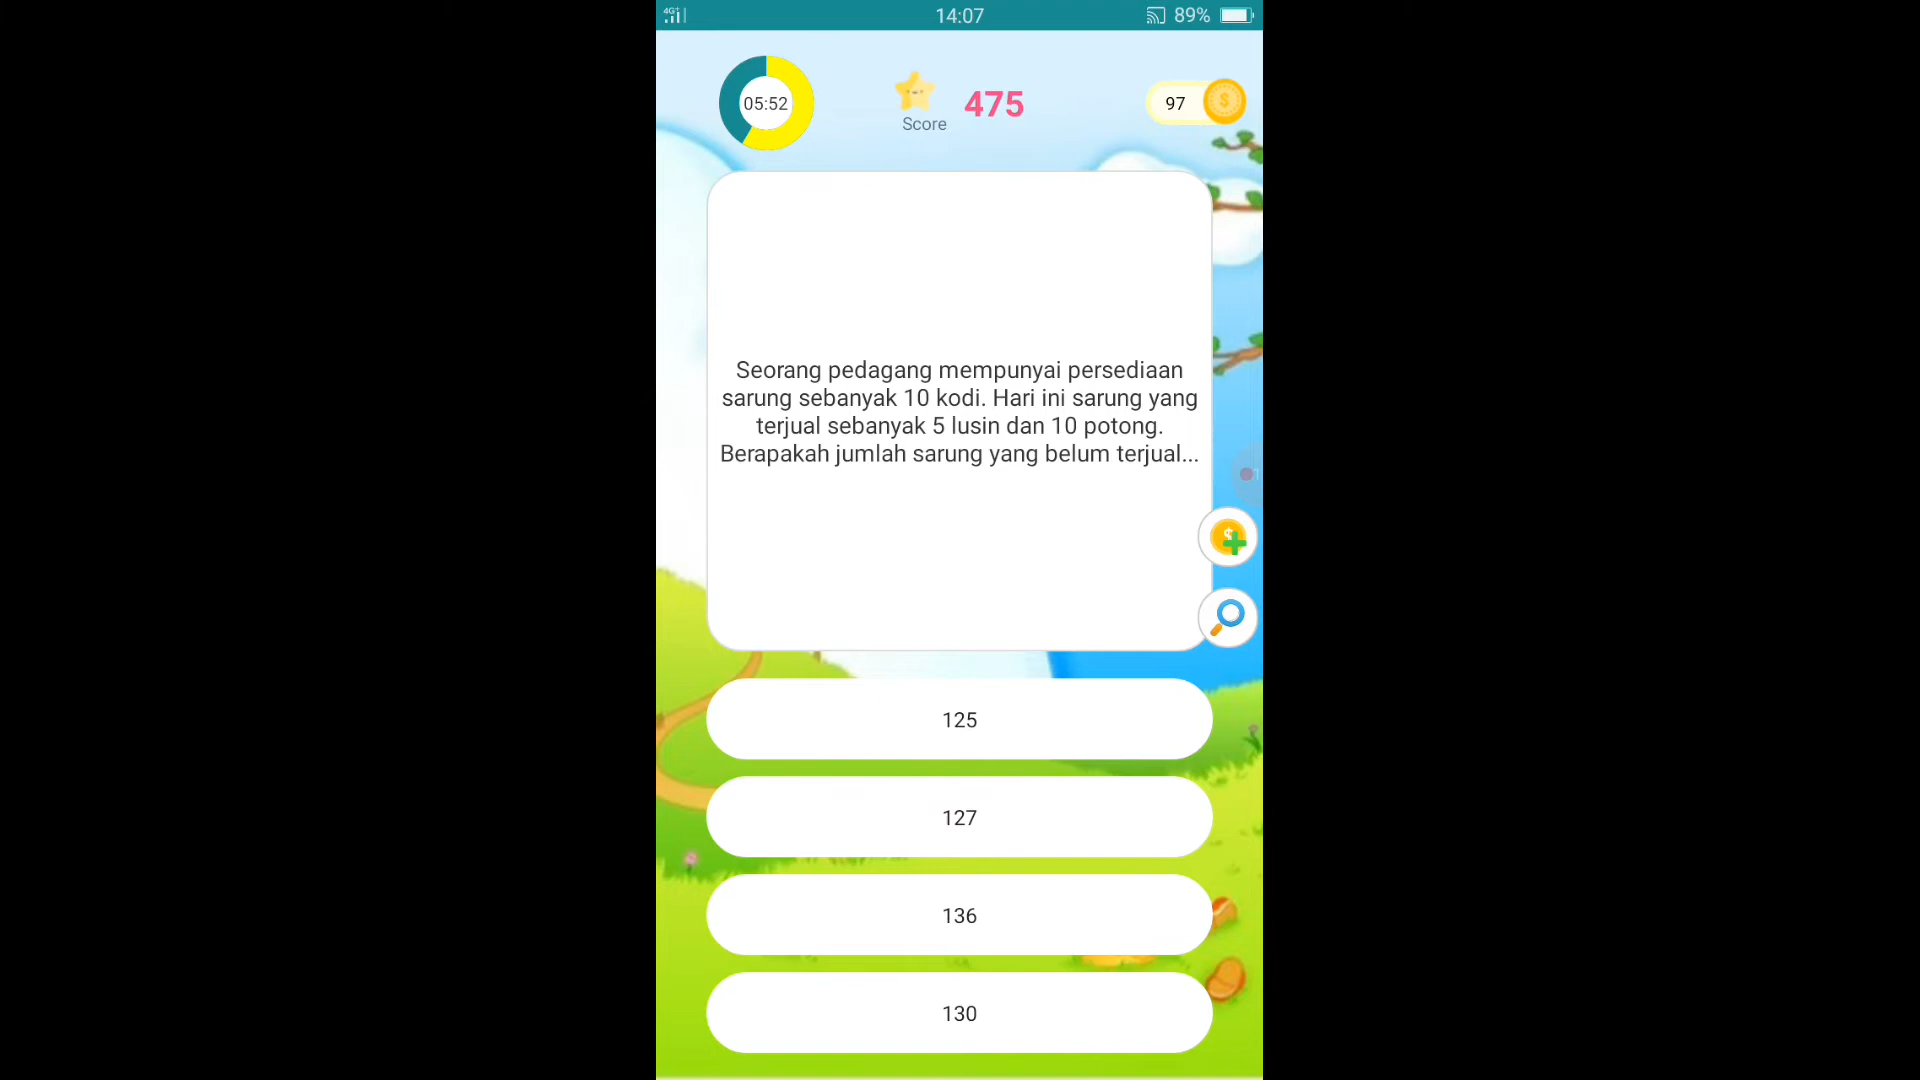 4G+ 14:07 89%
05:52 Score 475 97
Seorang pedagang mempunyai persediaan
sarung sebanyak 10 kodi. Hari ini sarung yang
terjual sebanyak 5 lusin dan 10 potong.
Berapakah jumlah sarung yang belum terjual...
125
127
136
130